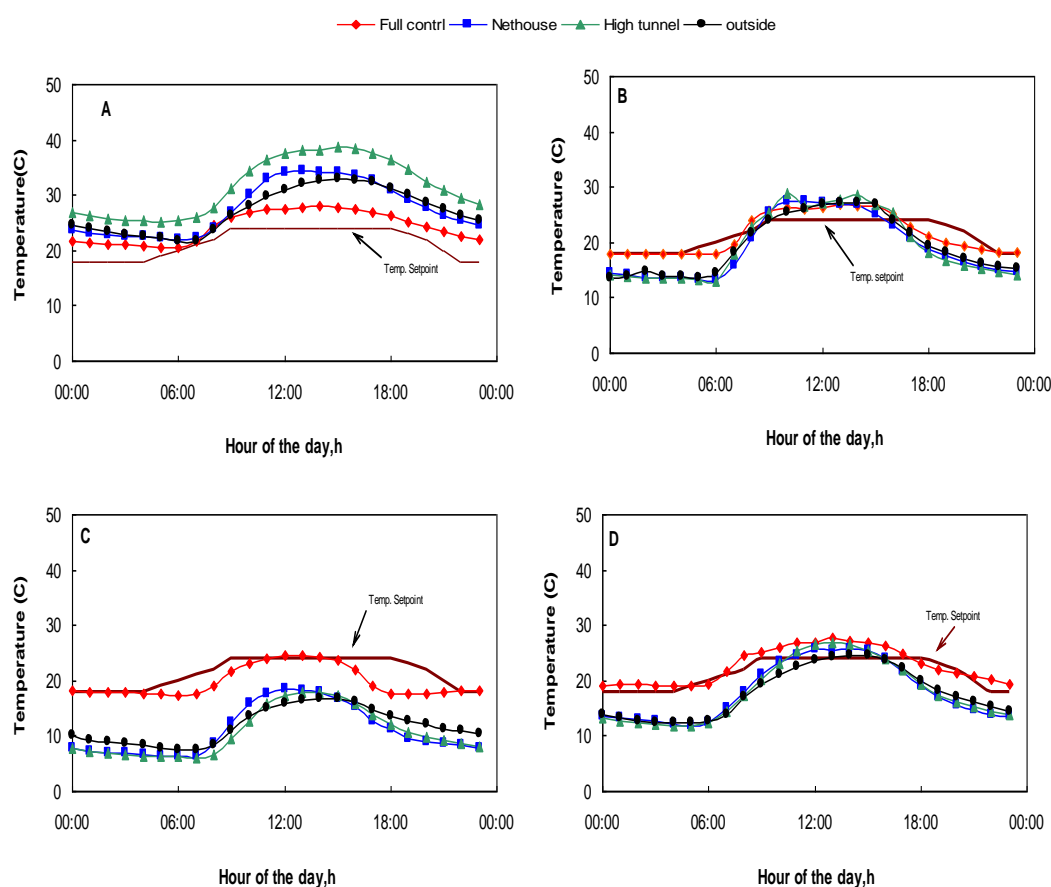 Full contrl Nethouse High tunnel outside
A
Temperature(C)
50
40
30
20
10
0
Temp. Setpoint
00:00 06:00 12:00 18:00 00:00
Hour of the day,h
B
Temperature (C)
50
40
30
20
10
0
Temp. setpoint
00:00 06:00 12:00 18:00 00:00
Hour of the day,h
C
Temperature (C)
50
40
30
20
10
0
Temp. Setpoint
00:00 06:00 12:00 18:00 00:00
Hour of the day,h
D
Temperature (C)
50
40
30
20
10
0
Temp. Setpoint
00:00 06:00 12:00 18:00 00:00
Hour of the day,h